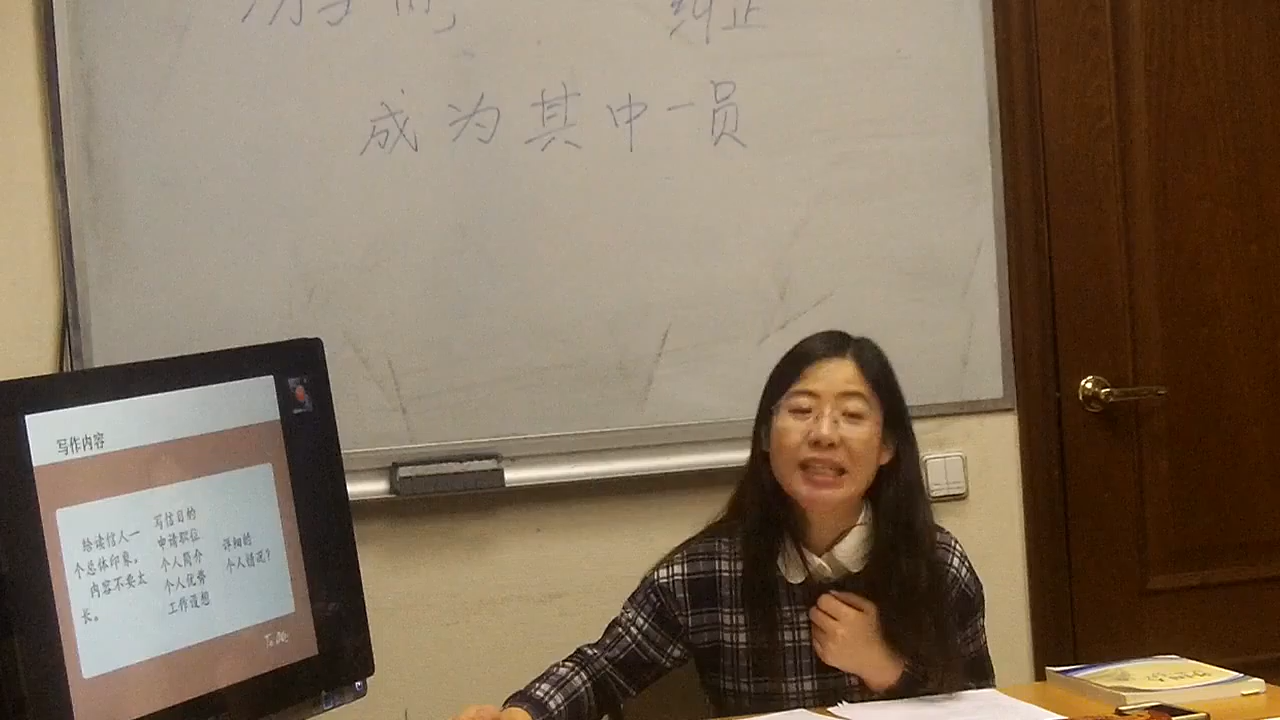 纠正
成为其中一员
写作内容
给读信人一
个总体印象。
内容不要太
长。
写信目的
申请职位
个人简介
个人优势
工作设想
详细的
个人情况？